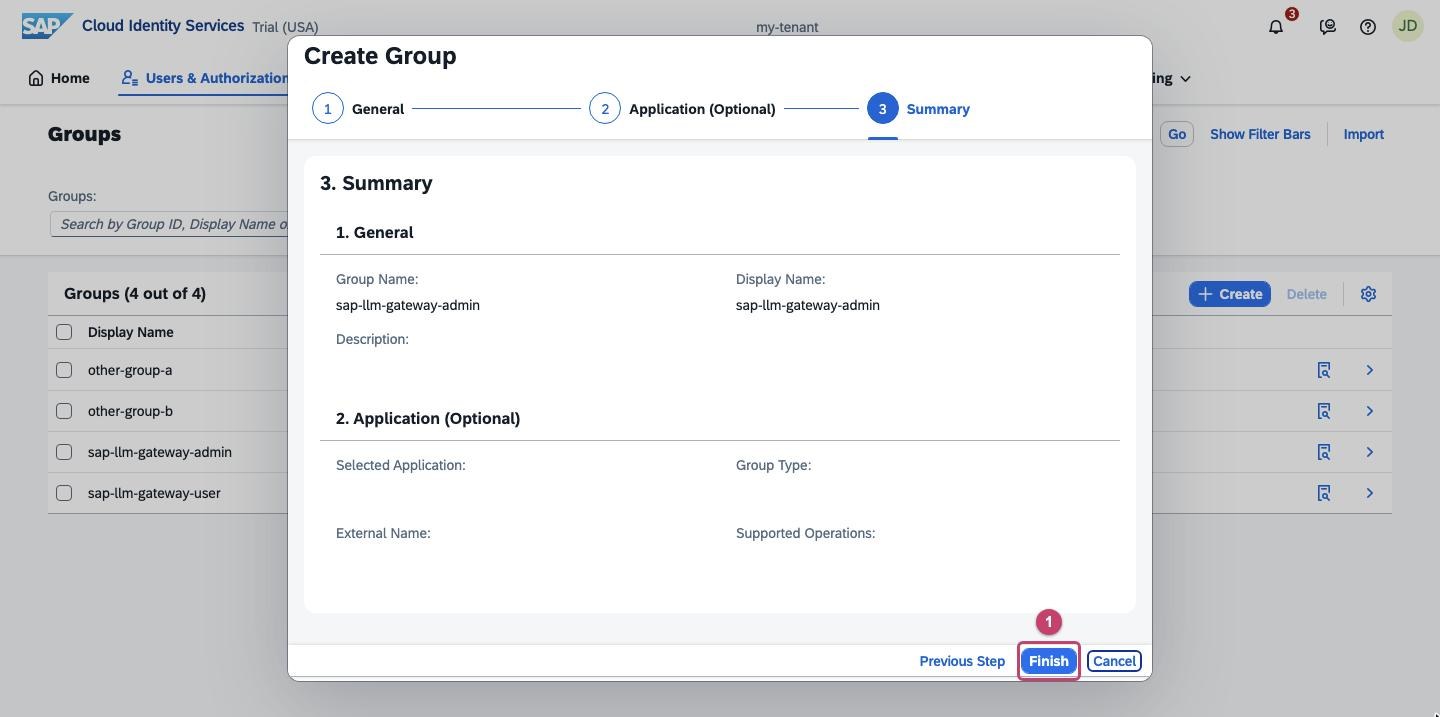 SAP Cloud Identity Services Trial (USA) my-tenant 3 JD
Home Users & Authorization ing
Create Group
1 General 2 Application (Optional) 3 Summary
Groups Go Show Filter Bars Import
3. Summary
Groups:
Search by Group ID, Display Name o
1. General
Group Name: Display Name:
sap-llm-gateway-admin sap-llm-gateway-admin
Description:
Groups (4 out of 4) + Create Delete
Display Name
other-group-a
other-group-b
sap-llm-gateway-admin
sap-llm-gateway-user
2. Application (Optional)
Selected Application: Group Type:
External Name: Supported Operations:
1
Previous Step Finish Cancel